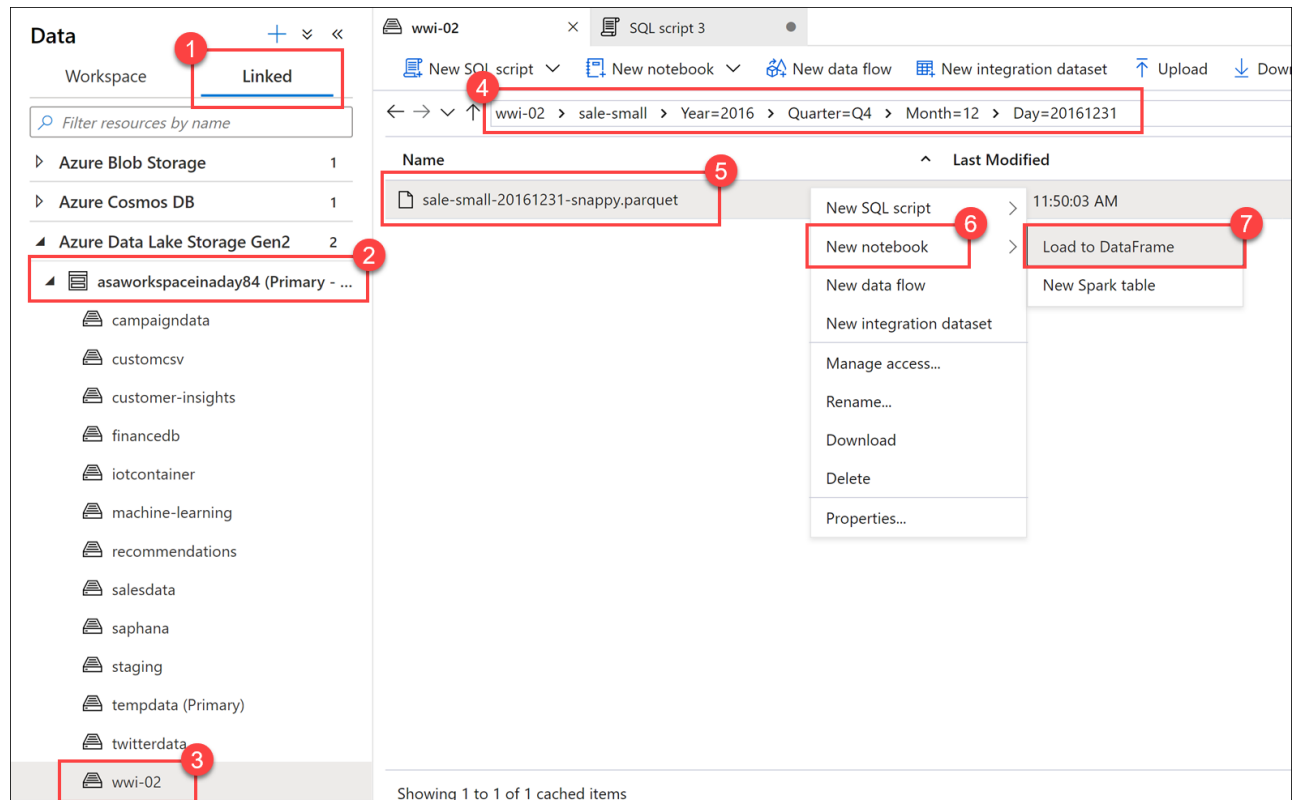 Data
1
Workspace
Linked
Filter resources by name
Azure Blob Storage 1
Azure Cosmos DB 1
Azure Data Lake Storage Gen2 2
2
asaworkspaceinaday84 (Primary - ...
campaigndata
customcsv
customer-insights
financedb
iotcontainer
machine-learning
recommendations
salesdata
saphana
staging
tempdata (Primary)
twitterdata
3
wwi-02
wwi-02
SQL script 3
New SQL script
New notebook
New data flow
New integration dataset
Upload
Down
4
wwi-02 > sale-small > Year=2016 > Quarter=Q4 > Month=12 > Day=20161231
Name
Last Modified
5
sale-small-20161231-snappy.parquet
11:50:03 AM
New SQL script
6
New notebook
New data flow
New integration dataset
Manage access...
Rename...
Download
Delete
Properties...
7
Load to DataFrame
New Spark table
Showing 1 to 1 of 1 cached items